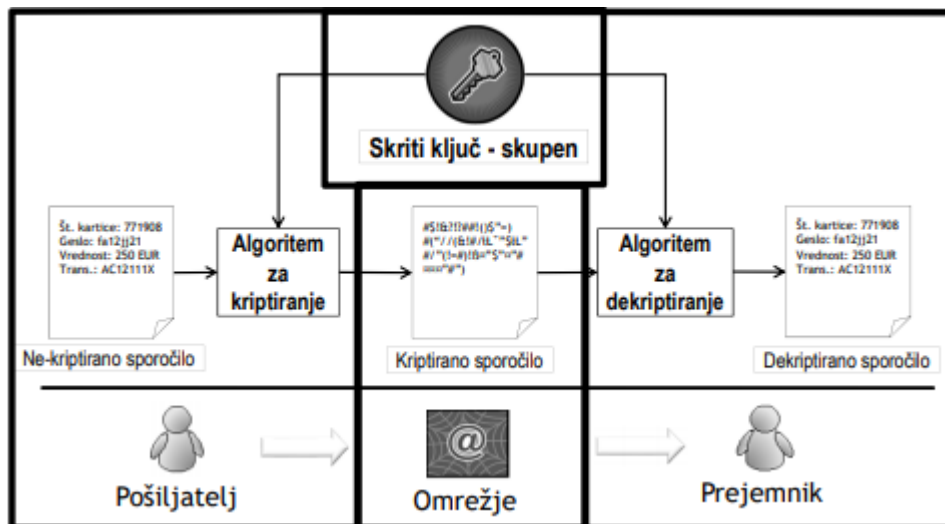 Skriti ključ - skupen
Št. kartice: 771908
Geslo: fa12jj21
Vrednost: 250 EUR
Trans.: AC12111X
Algoritem
za
kriptiranje
Algoritem
za
dekriptiranje
Št. kartice: 771908
Geslo: fa12jj21
Vrednost: 250 EUR
Trans.: AC12111X
Ne-kriptirano sporočilo
Kriptirano sporočilo
Dekriptirano sporočilo
@
Pošiljatelj
Omrežje
Prejemnik